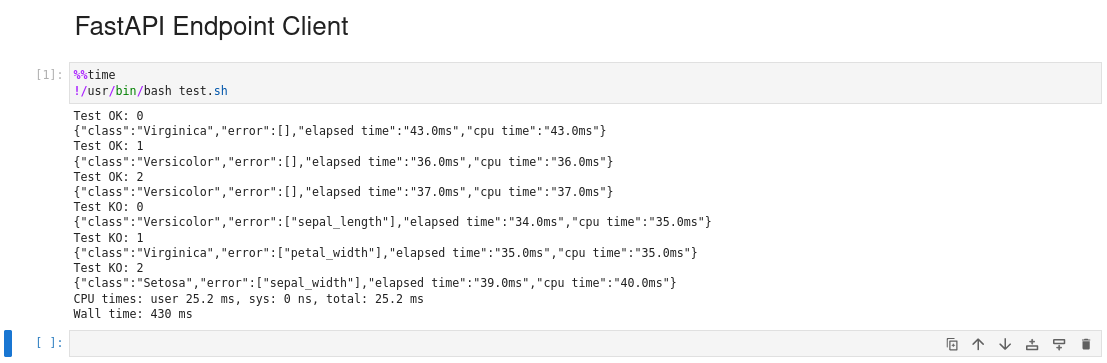 FastAPI Endpoint Client
[1]:
%%time
!/usr/bin/bash test.sh
Test OK: 0
{"class":"Virginica","error":[],"elapsed time":"43.0ms","cpu time":"43.0ms"}
Test OK: 1
{"class":"Versicolor","error":[],"elapsed time":"36.0ms","cpu time":"36.0ms"}
Test OK: 2
{"class":"Versicolor","error":[],"elapsed time":"37.0ms","cpu time":"37.0ms"}
Test KO: 0
{"class":"Versicolor","error":["sepal_length"],"elapsed time":"34.0ms","cpu time":"35.0ms"}
Test KO: 1
{"class":"Virginica","error":["petal_width"],"elapsed time":"35.0ms","cpu time":"35.0ms"}
Test KO: 2
{"class":"Setosa","error":["sepal_width"],"elapsed time":"39.0ms","cpu time":"40.0ms"}
CPU times: user 25.2 ms, sys: 0 ns, total: 25.2 ms
Wall time: 430 ms
[ ]: